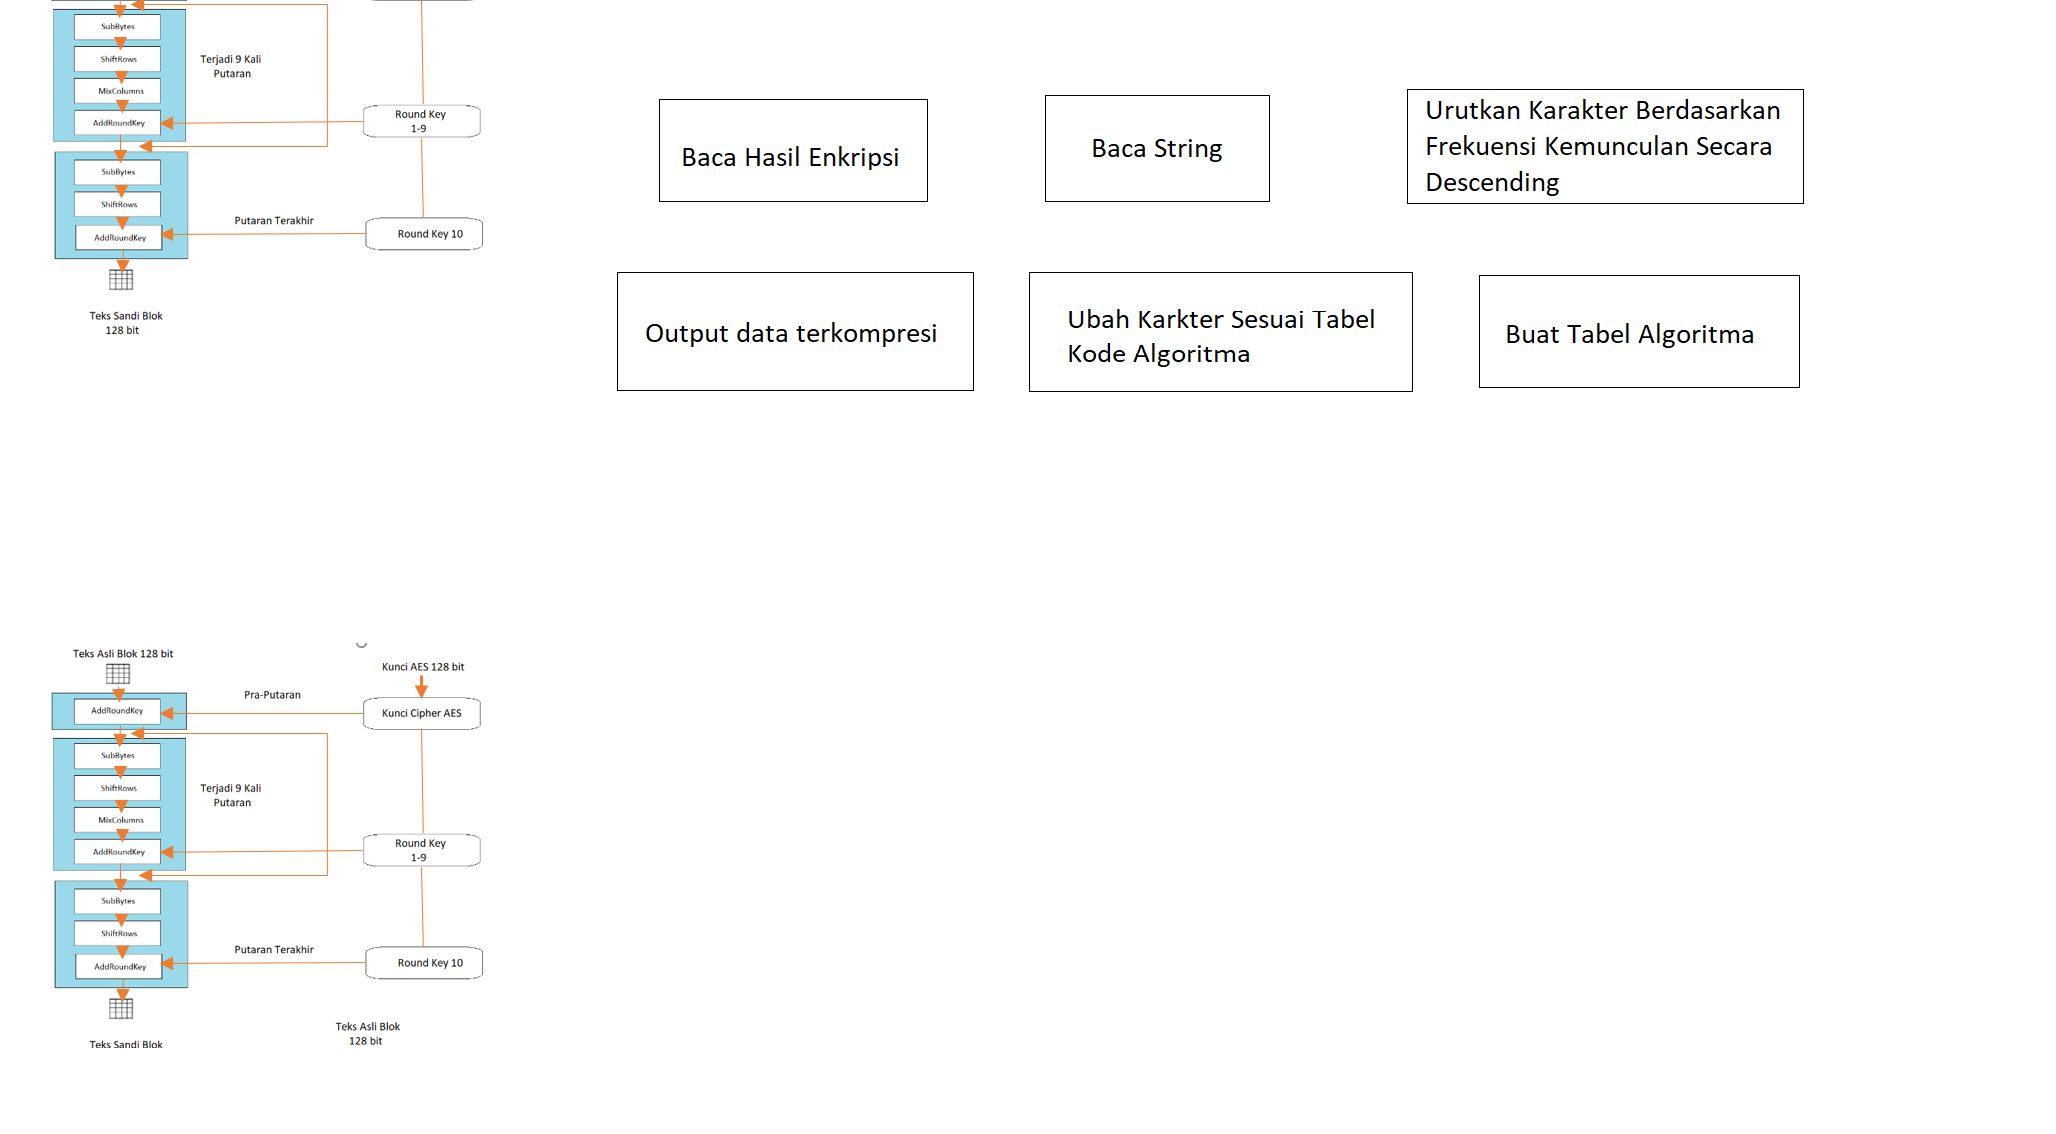 SubBytes
ShiftRows
MixColumns
AddRoundKey
Terjadi 9 Kali
Putaran
Round Key
1-9
SubBytes
ShiftRows
AddRoundKey
Putaran Terakhir
Round Key 10
Teks Sandi Blok
128 bit
Baca Hasil Enkripsi
Baca String
Urutkan Karakter Berdasarkan
Frekuensi Kemunculan Secara
Descending
Output data terkompresi
Ubah Karkter Sesuai Tabel
Kode Algoritma
Buat Tabel Algoritma
Teks Asli Blok 128 bit
Kunci AES 128 bit
Pra-Putaran
AddRoundKey
Kunci Cipher AES
SubBytes
ShiftRows
MixColumns
AddRoundKey
Terjadi 9 Kali
Putaran
Round Key
1-9
SubBytes
ShiftRows
AddRoundKey
Putaran Terakhir
Round Key 10
Teks Sandi Blok
Teks Asli Blok
128 bit